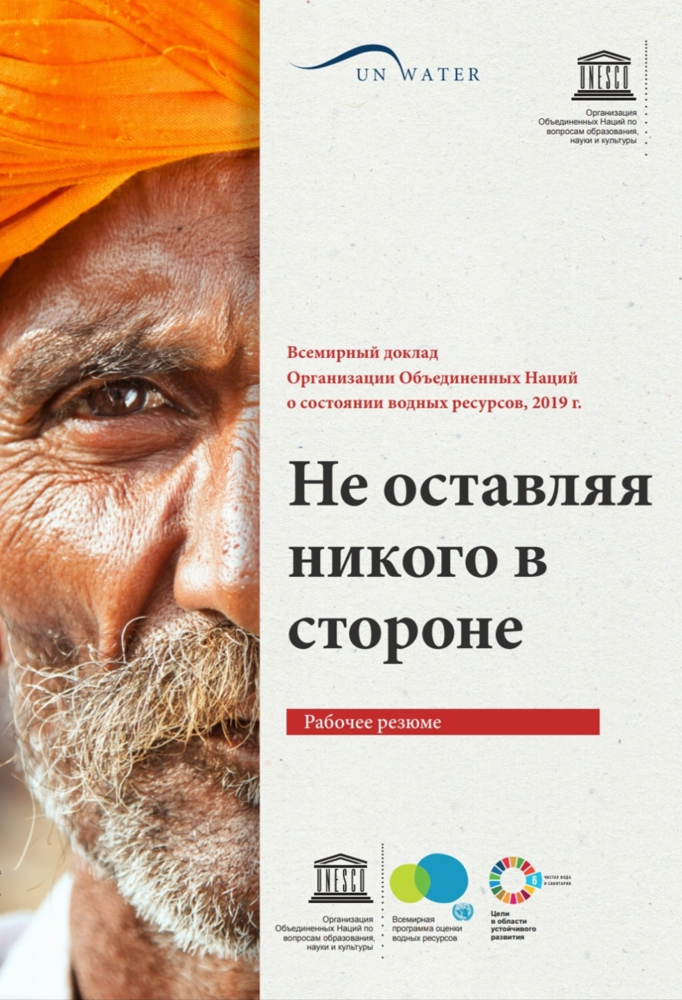 UN WATER
UNESCO
Организация
Объединенных Наций по
вопросам образования,
науки и культуры
Всемирный доклад
Организации Объединенных Наций
о состоянии водных ресурсов, 2019 г.
Не оставляя
никого в
стороне
Рабочее резюме
UNESCO
Организация
Объединенных Наций по
вопросам образования,
науки и культуры
Всемирная
программа оценки
водных ресурсов
6 ЧИСТАЯ ВОДА
И САНИТАРИЯ
Цели
в области
устойчивого
развития